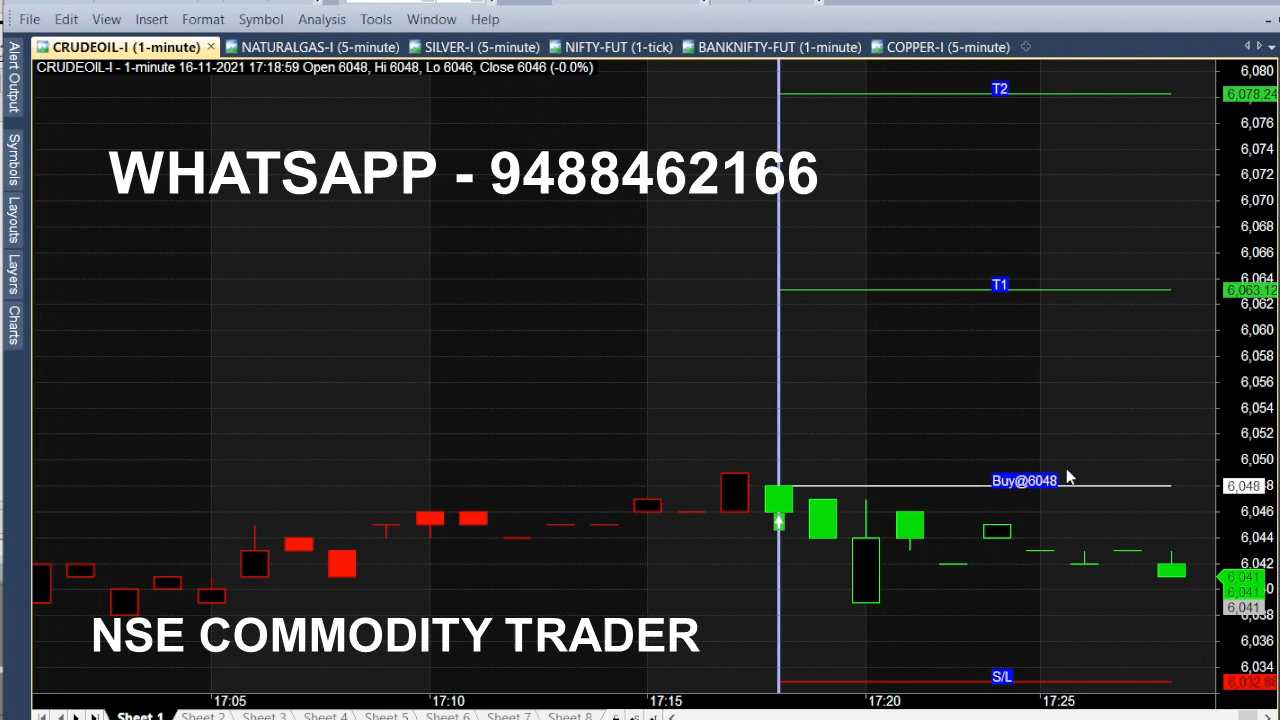 File Edit View Insert Format Symbol Analysis Tools Window Help
CRUDEOIL-I (1-minute) × NATURALGAS-I (5-minute) SILVER-I (5-minute) NIFTY-FUT (1-tick) BANKNIFTY-FUT (1-minute) COPPER-I (5-minute)
CRUDEOIL-I - 1-minute 16-11-2021 17:18:59 Open 6048, Hi 6048, Lo 6046, Close 6046 (-0.0%)
Alert Output
Symbols
Layouts
Layers
Charts
WHATSAPP - 9488462166
T2
T1
Buy@6048
S/L
NSE COMMODITY TRADER
6,080
6,078.24
6,076
6,074
6,072
6,070
6,068
6,066
6,064
6,063.12
6,062
6,060
6,058
6,056
6,054
6,052
6,050
6,048
6,046
6,044
6,042
6,041
6,041
6,041
6,038
6,036
6,034
17:05 17:10 17:15 17:20 17:25
Sheet 1 Sheet 2 Sheet 3 Sheet 4 Sheet 5 Sheet 6 Sheet 7 Sheet 8